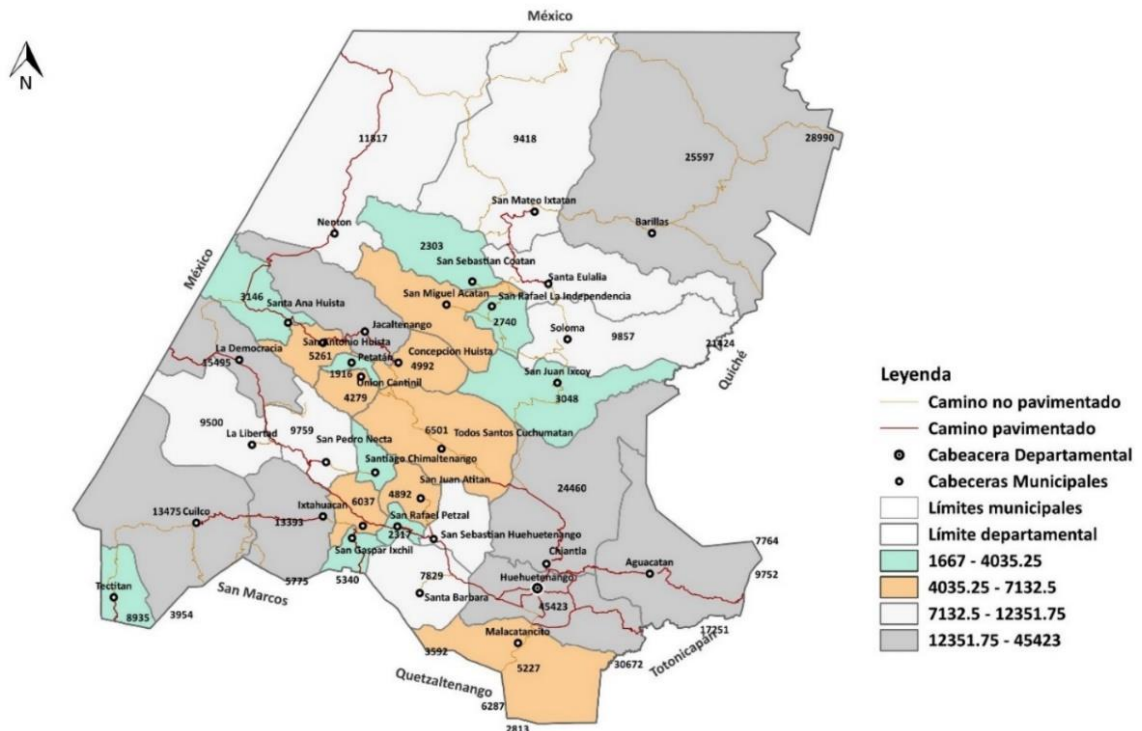 México
N
11817
9418
28990
25597
San Mateo Ixtatan
Nenton
Barillas
2303
San Sebastian Coatan
México
Santa Eulalia
3146
San Miguel Acatan
San Rafael La Independencia
Santa Ana Huista
2740
Jacaltenango
Soloma
9857
21424
San Antonio Huista
La Democracia
5261
Petatán
Concepcion Huista
15495
4992
Quiché
1916
Union Cantinil
San Juan Ixcoy
4279
3048
9500
9759
6501
Todos Santos Cuchumatan
La Libertad
San Pedro Necta
Santiago Chimaltenango
San Juan Atitan
24460
4892
6037
13475
Cuilco
Ixtahuacan
13393
San Rafael Petzal
2317
San Sebastian Huehuetenango
San Gaspar Ixchil
7764
Chiantla
Aguacatan
9752
Tectitan
San Marcos
5775
5340
7829
Huehuetenango
Santa Barbara
45423
8935
3954
17251
Malacatancito
Totonicapán
3592
5227
30672
Quetzaltenango
6287
2813
Leyenda
Camino no pavimentado
Camino pavimentado
Cabeacera Departamental
Cabeceras Municipales
Límites municipales
Límite departamental
1667 - 4035.25
4035.25 - 7132.5
7132.5 - 12351.75
12351.75 - 45423